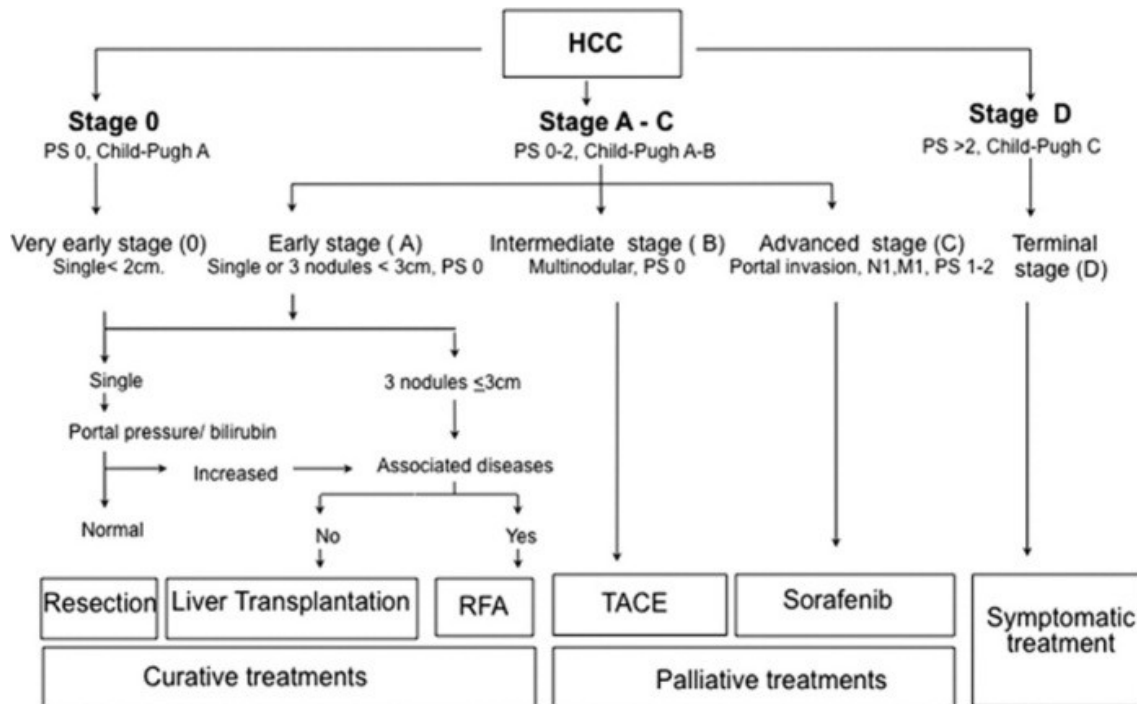 HCC
Stage 0
PS 0, Child-Pugh A
Stage A - C
PS 0-2, Child-Pugh A-B
Stage D
PS >2, Child-Pugh C
Very early stage (0)
Single< 2cm.
Early stage ( A)
Single or 3 nodules < 3cm, PS 0
Intermediate stage ( B)
Multinodular, PS 0
Advanced stage (C)
Portal invasion, N1,M1, PS 1-2
Terminal
stage (D)
Single
3 nodules ≤3cm
Portal pressure/ bilirubin
Increased
Associated diseases
Normal
No
Yes
Resection
Liver Transplantation
RFA
TACE
Sorafenib
Symptomatic
treatment
Curative treatments
Palliative treatments